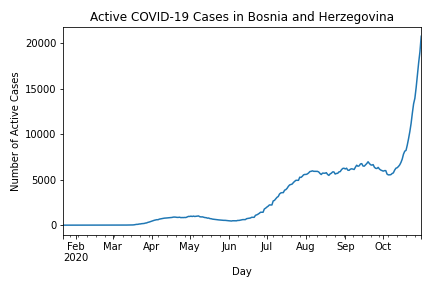 Active COVID-19 Cases in Bosnia and Herzegovina
Number of Active Cases
20000
15000
10000
5000
0
Feb Mar Apr May Jun Jul Aug Sep Oct
2020
Day